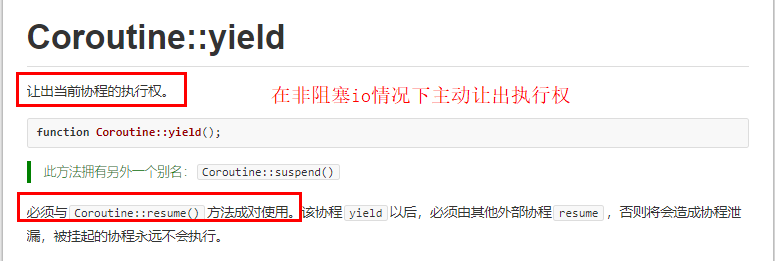 Coroutine::yield
让出当前协程的执行权。
在非阻塞io情况下主动让出执行权
function Coroutine::yield();
此方法拥有另外一个别名： Coroutine::suspend()
必须与 Coroutine::resume() 方法成对使用。该协程 yield 以后，必须由其他外部协程 resume ，否则将会造成协程泄
漏，被挂起的协程永远不会执行。